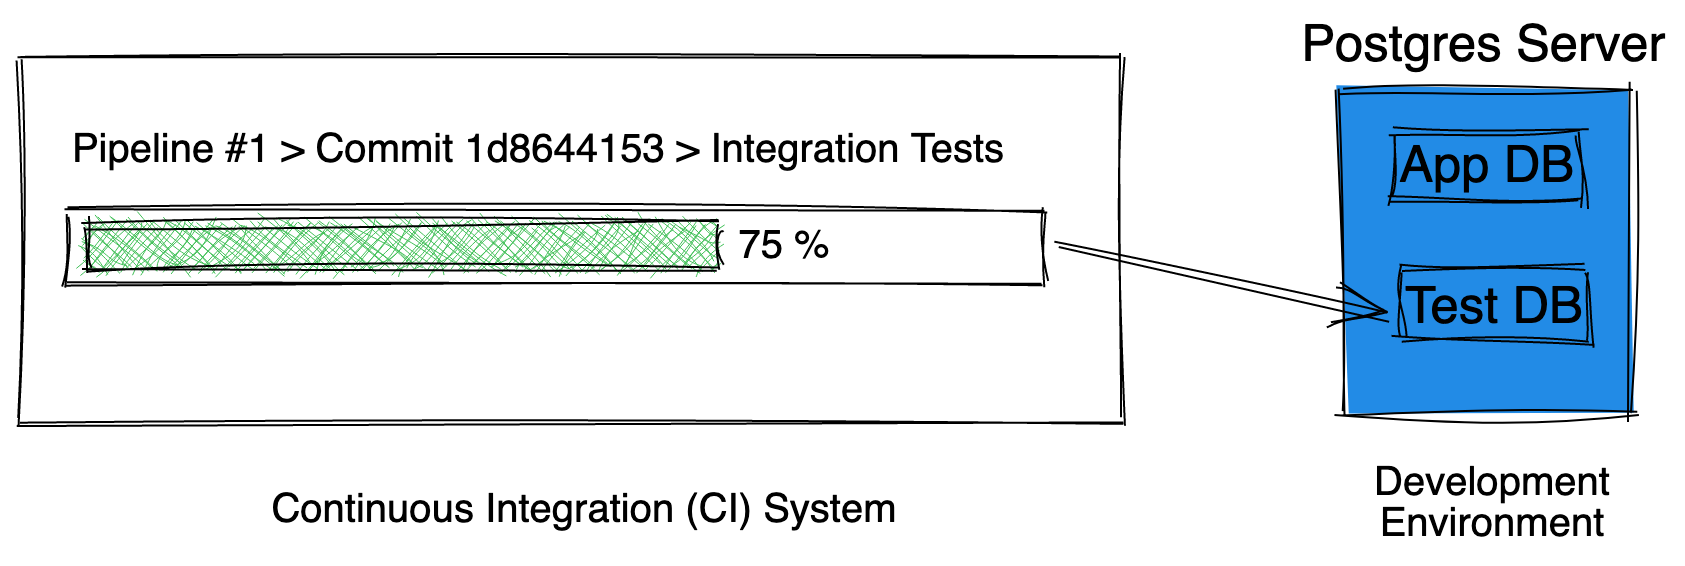 Postgres Server
Pipeline #1 > Commit 1d8644153 > Integration Tests
75 %
App DB
Test DB
Continuous Integration (CI) System
Development
Environment